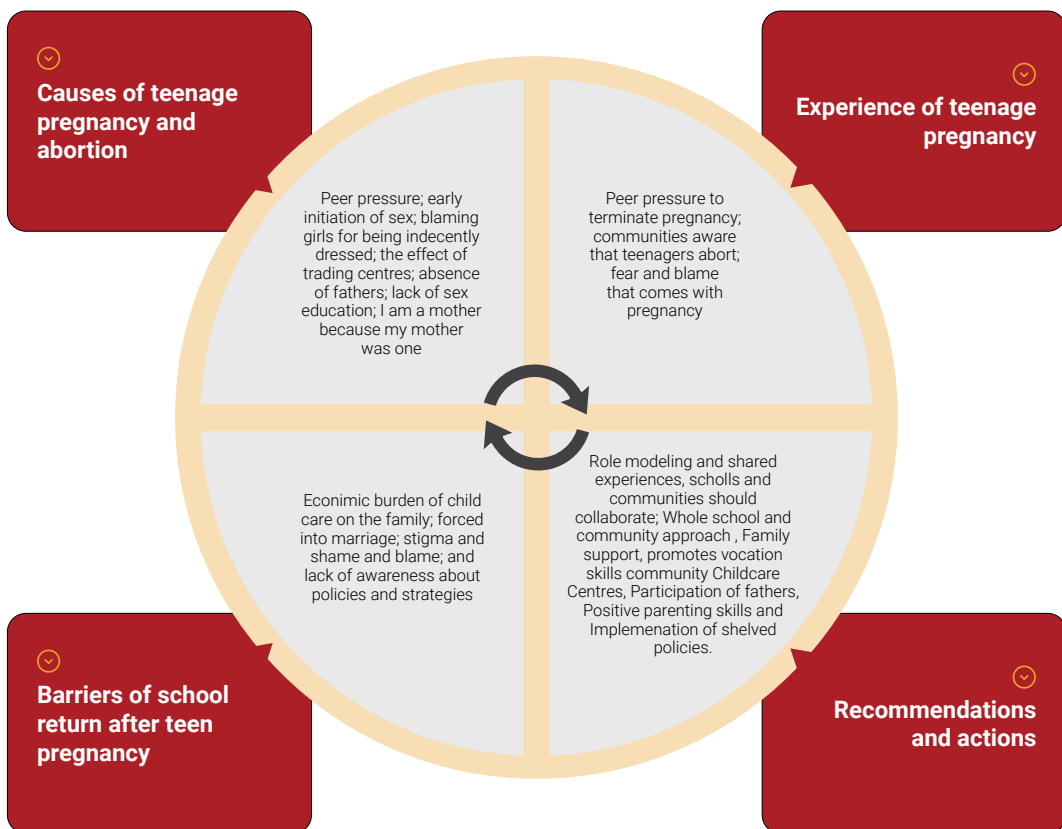 Causes of teenage
pregnancy and
abortion
Experience of teenage
pregnancy
Peer pressure; early
initiation of sex; blaming
girls for being indecently
dressed; the effect of
trading centres; absence
of fathers; lack of sex
education; I am a mother
because my mother
was one
Peer pressure to
terminate pregnancy;
communities aware
that teenagers abort;
fear and blame
that comes with
pregnancy
Econimic burden of child
care on the family; forced
into marriage; stigma and
shame and blame; and
lack of awareness about
policies and strategies
Role modeling and shared
experiences, scholls and
communities should
collaborate; Whole school and
community approach , Family
support, promotes vocation
skills community Childcare
Centres, Participation of fathers,
Positive parenting skills and
Implemenation of shelved
policies.
Barriers of school
return after teen
pregnancy
Recommendations
and actions